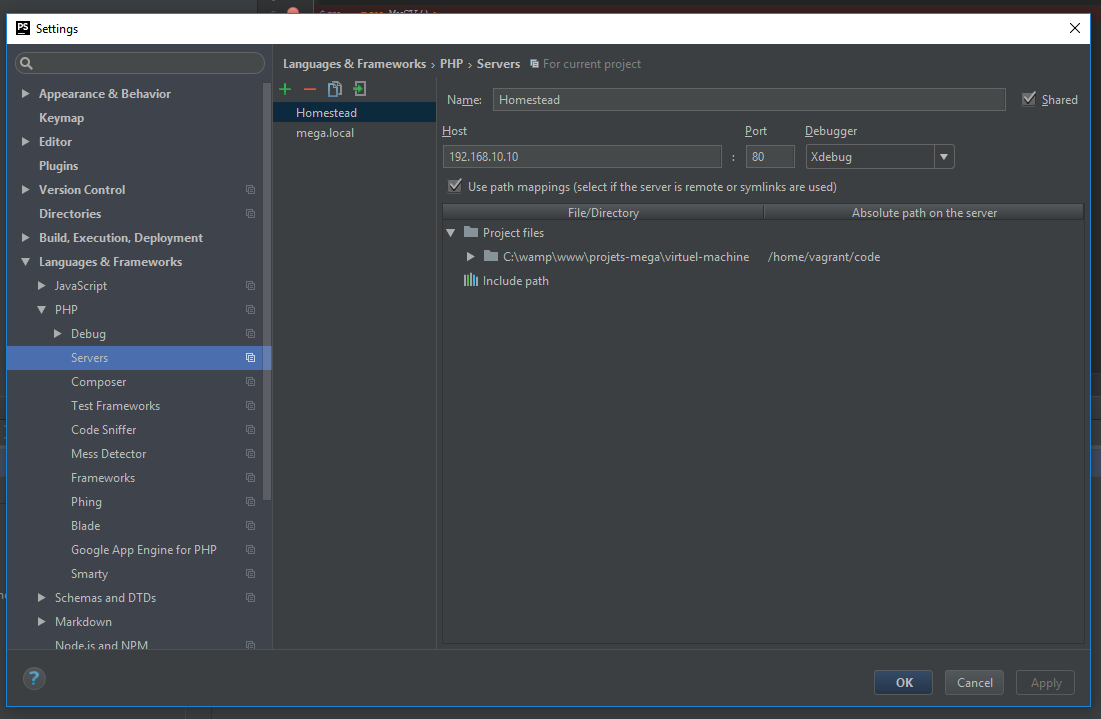 PS Settings
Languages & Frameworks › PHP › Servers For current project
Appearance & Behavior
Keymap
Editor
Plugins
Version Control
Directories
Build, Execution, Deployment
Languages & Frameworks
JavaScript
PHP
Debug
Servers
Composer
Test Frameworks
Code Sniffer
Mess Detector
Frameworks
Phing
Blade
Google App Engine for PHP
Smarty
Schemas and DTDs
Markdown
Node.js and NPM
Homestead
mega.local
Name: Homestead Shared
Host Port Debugger
192.168.10.10 : 80 Xdebug
Use path mappings (select if the server is remote or symlinks are used)
File/Directory Absolute path on the server
Project files
C:\wamp\www\projets-mega\virtuel-machine /home/vagrant/code
Include path
? OK Cancel Apply